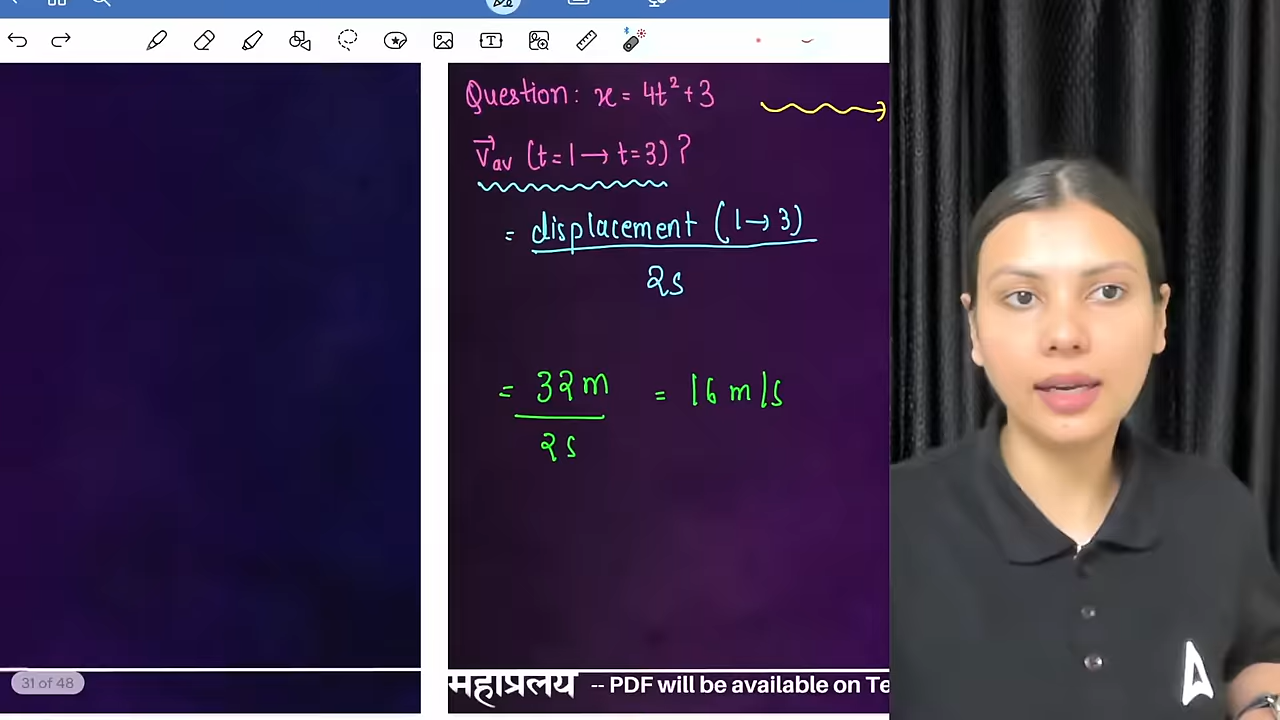 Question: x = 4t² + 3
v⃗av (t=1 → t=3) ?
= displacement (1 → 3)
2s
= 32m = 16 m/s
2s
31 of 48
महाप्रलय -- PDF will be available on Te